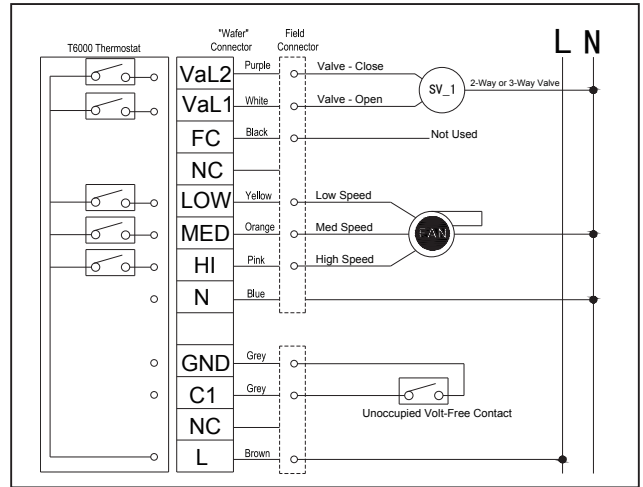 "Wafer" Field
T6000 Thermostat Connector Connector L N
VaL2 Purple Valve - Close
SV_1 2-Way or 3-Way Valve
VaL1 White Valve - Open
FC Black Not Used
NC
LOW Yellow Low Speed
MED Orange Med Speed FAN
HI Pink High Speed
N Blue
GND Grey
C1 Grey
Unoccupied Volt-Free Contact
NC
L Brown